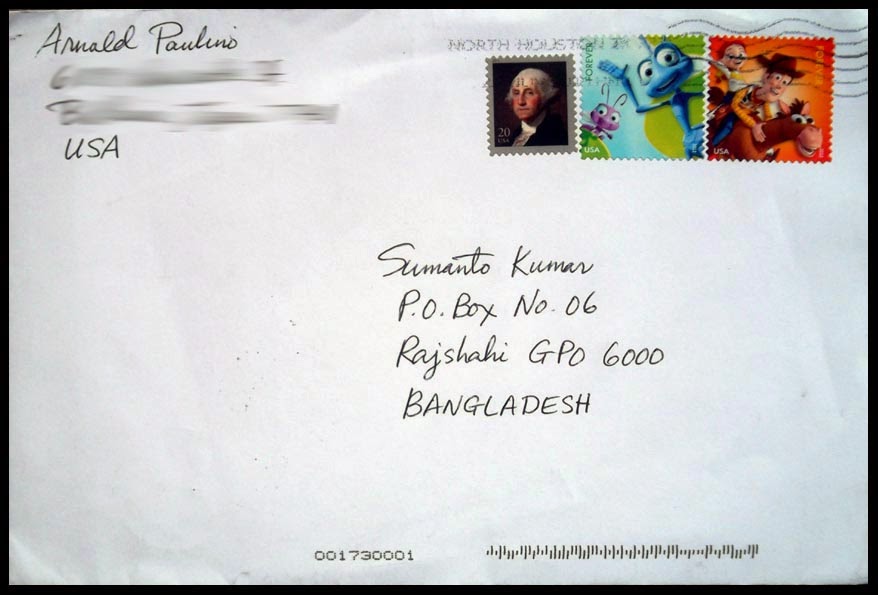 Arnald Paulino
USA
NORTH HOUSTON
20
USA
FOREVER
USA
FOREVER
USA
Sumanto Kumar
P.O. Box No. 06
Rajshahi GPO 6000
BANGLADESH
001730001